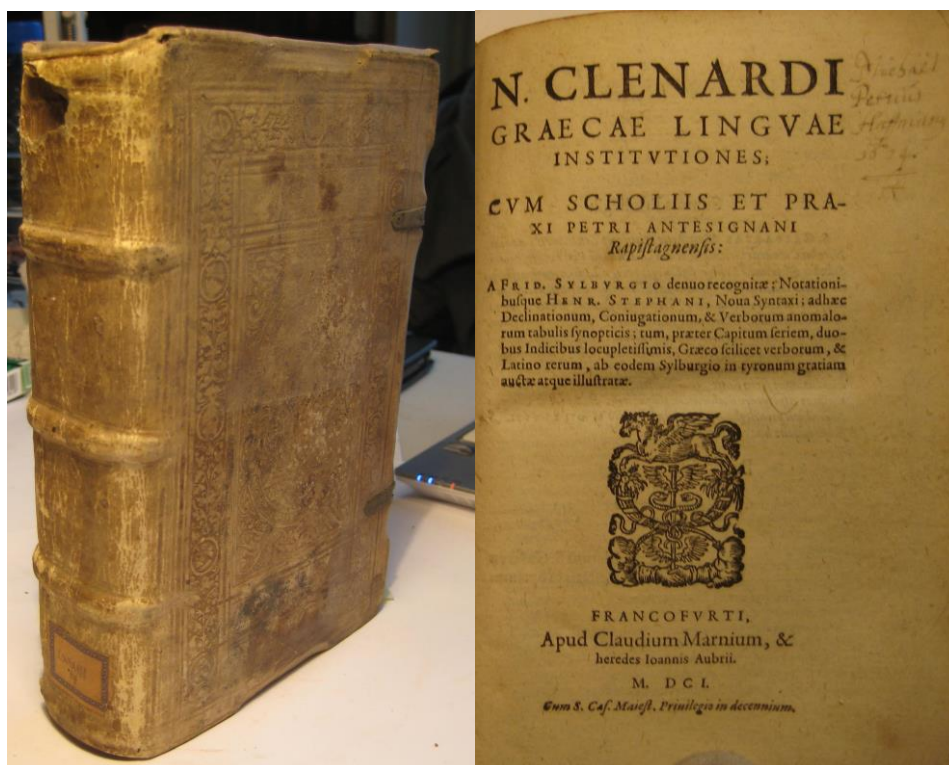 N. CLENARDI
GRAECAE LINGVAE
INSTITVTIONES;
CVM SCHOLIIS ET PRA-
XI PETRI ANTESIGNANI
Rapiſtagnenſis:
A FRID. SYLBVRGIO denuo recognitæ; Notationi-
buſque HENR. STEPHANI, Noua Syntaxi; adhæc
Declinationum, Coniugationum, & Verborum anomalo-
rum tabulis ſynopticis; tum, præter Capitum ſeriem, duo-
bus Indicibus locupletiſſimis, Græco ſcilicet verborum, &
Latino rerum, ab eodem Sylburgio in tyronum gratiam
auctæ atque illuſtratæ.
FRANCOFVRTI,
Apud Claudium Marnium, &
heredes Ioannis Aubrii.
M. DCI.
Cum S. Cæſ. Maieſt. Priuilegio in decennium.
Michaël
Petrius